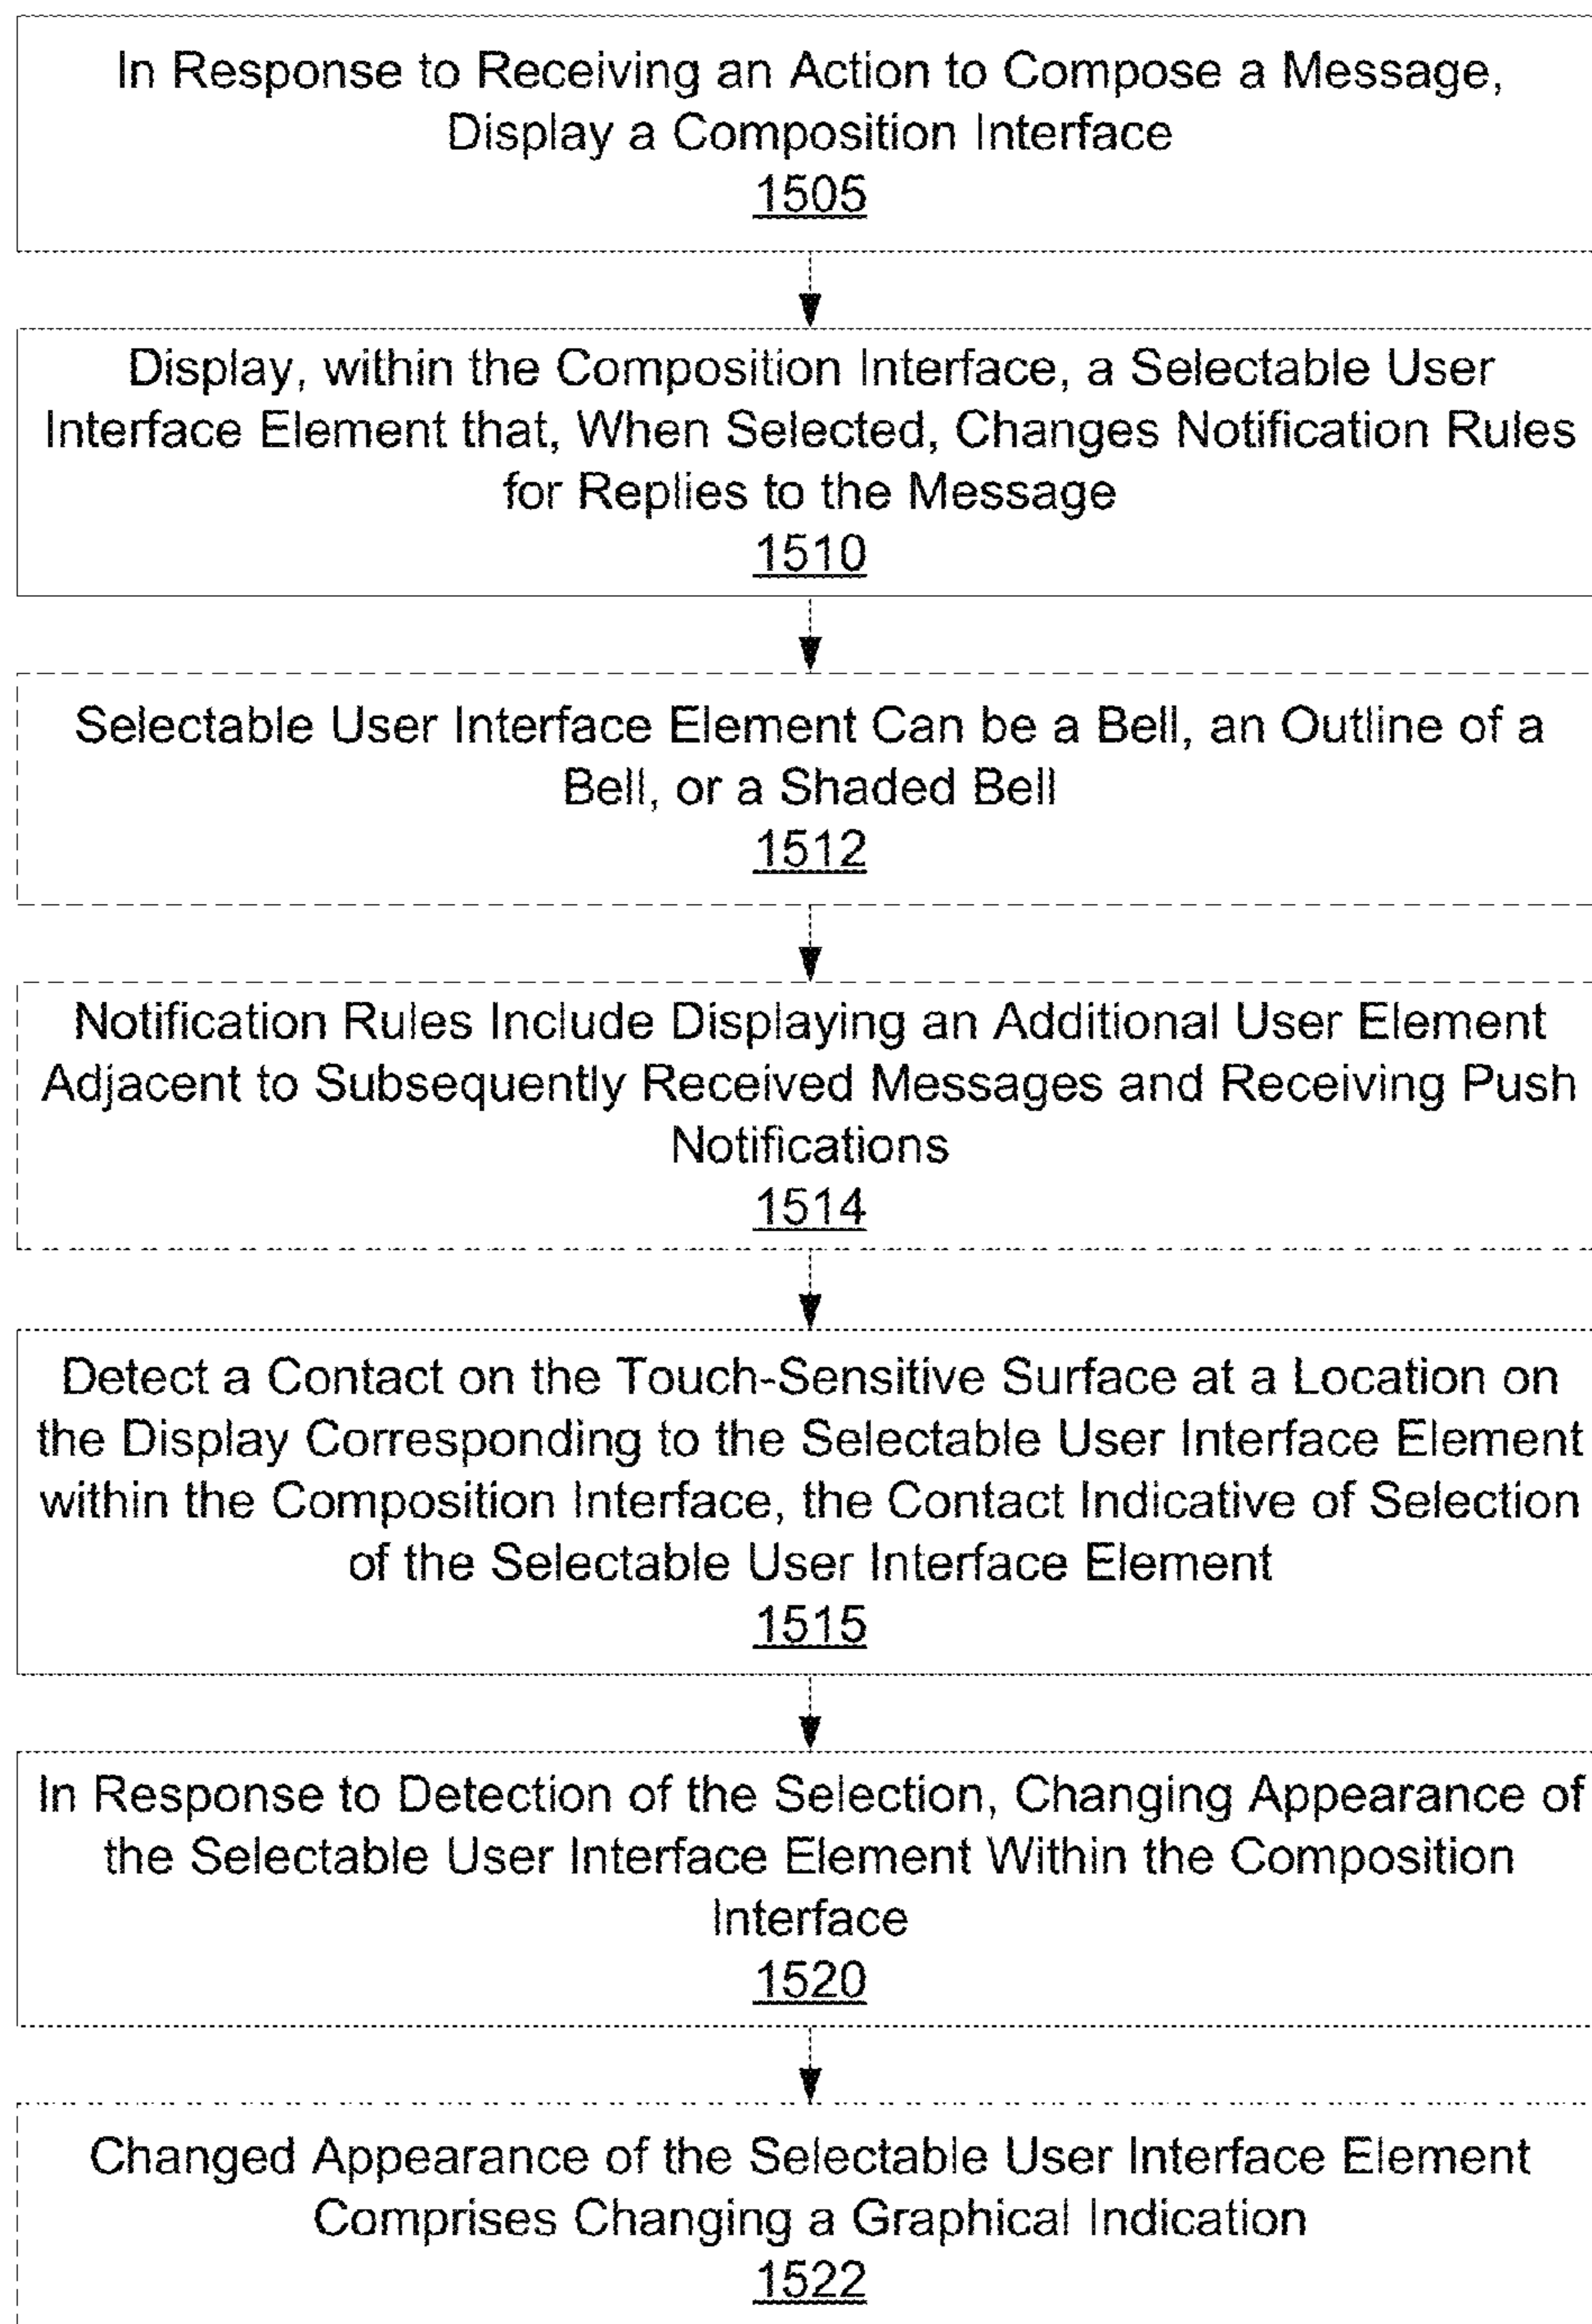 In Response to Receiving an Action to Compose a Message,
Display a Composition Interface
1505
Display, within the Composition Interface, a Selectable User
Interface Element that, When Selected, Changes Notification Rules
for Replies to the Message
1510
Selectable User Interface Element Can be a Bell, an Outline of a
Bell, or a Shaded Bell
1512
Notification Rules Include Displaying an Additional User Element
Adjacent to Subsequently Received Messages and Receiving Push
Notifications
1514
Detect a Contact on the Touch-Sensitive Surface at a Location on
the Display Corresponding to the Selectable User Interface Element
within the Composition Interface, the Contact Indicative of Selection
of the Selectable User Interface Element
1515
In Response to Detection of the Selection, Changing Appearance of
the Selectable User Interface Element Within the Composition
Interface
1520
Changed Appearance of the Selectable User Interface Element
Comprises Changing a Graphical Indication
1522